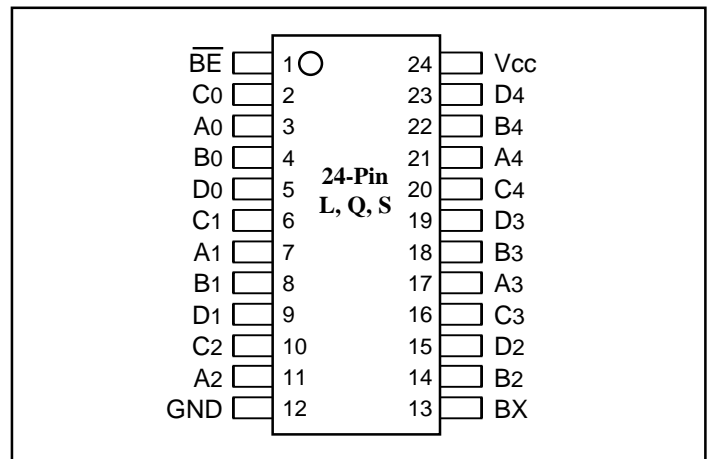 B̅E̅ 1 24 Vcc
C0 2 23 D4
A0 3 22 B4
B0 4 21 A4
24-Pin
D0 5 20 C4
L, Q, S
C1 6 19 D3
A1 7 18 B3
B1 8 17 A3
D1 9 16 C3
C2 10 15 D2
A2 11 14 B2
GND 12 13 BX